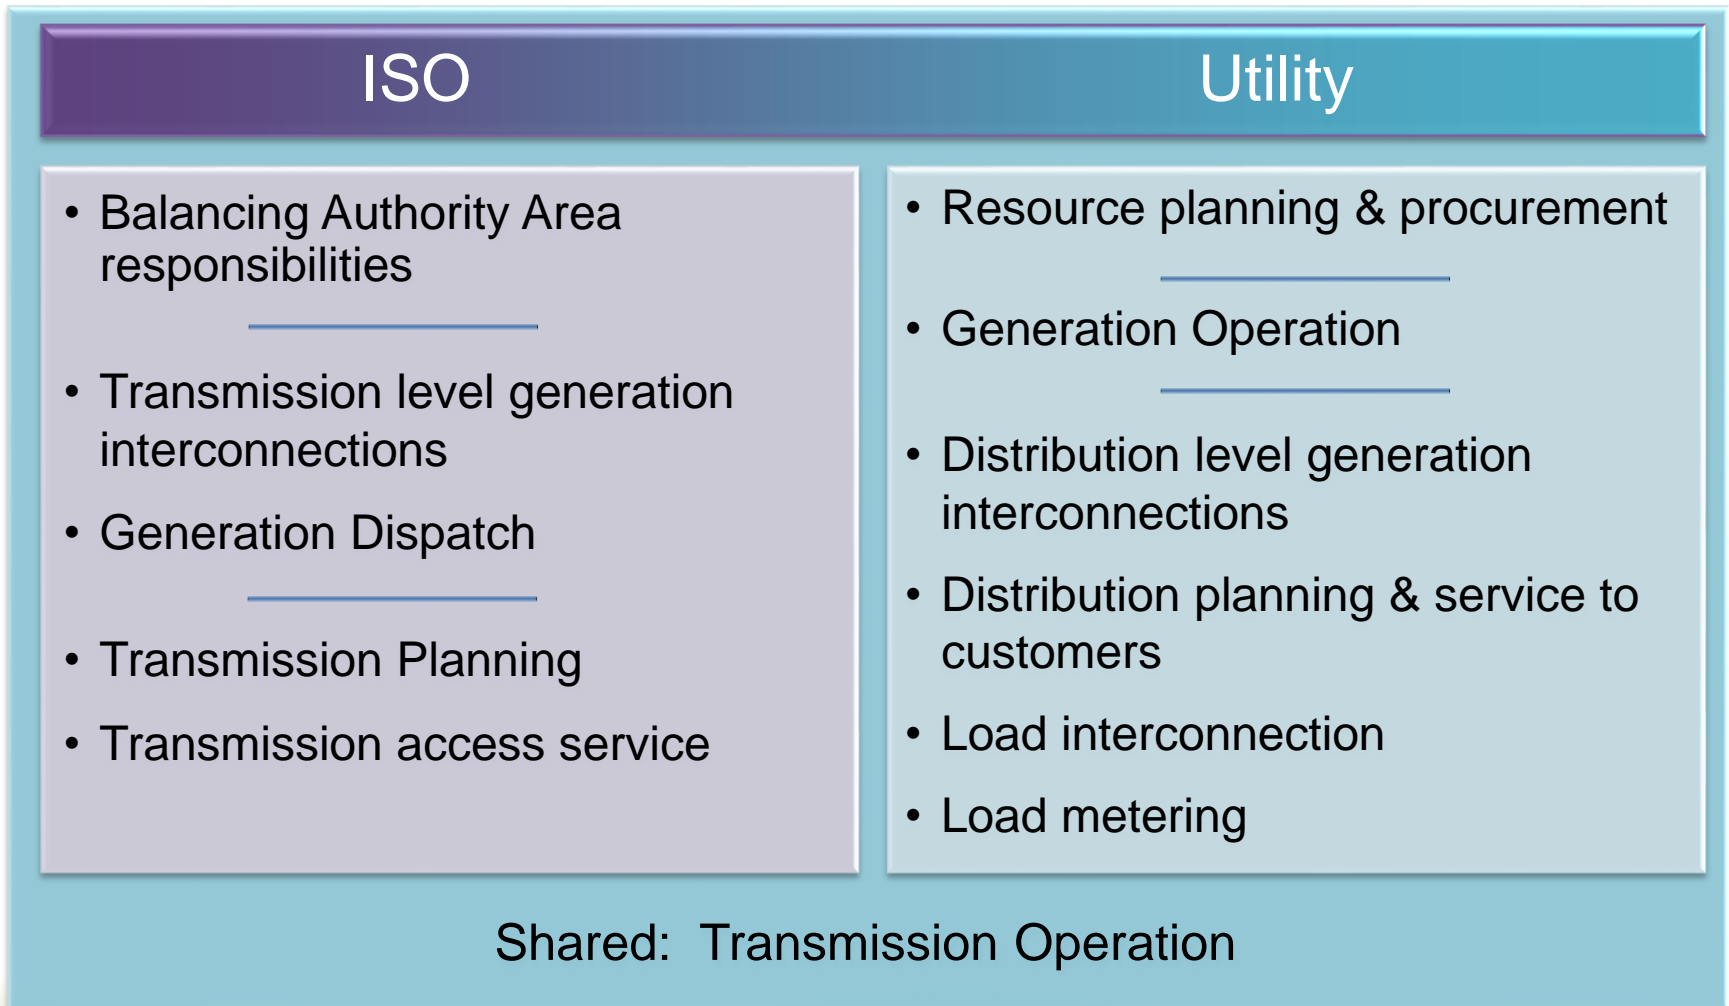 ISO
Utility
• Balancing Authority Area
responsibilities
• Transmission level generation
interconnections
• Generation Dispatch
• Transmission Planning
• Transmission access service
• Resource planning & procurement
• Generation Operation
• Distribution level generation
interconnections
• Distribution planning & service to
customers
• Load interconnection
• Load metering
Shared:  Transmission Operation